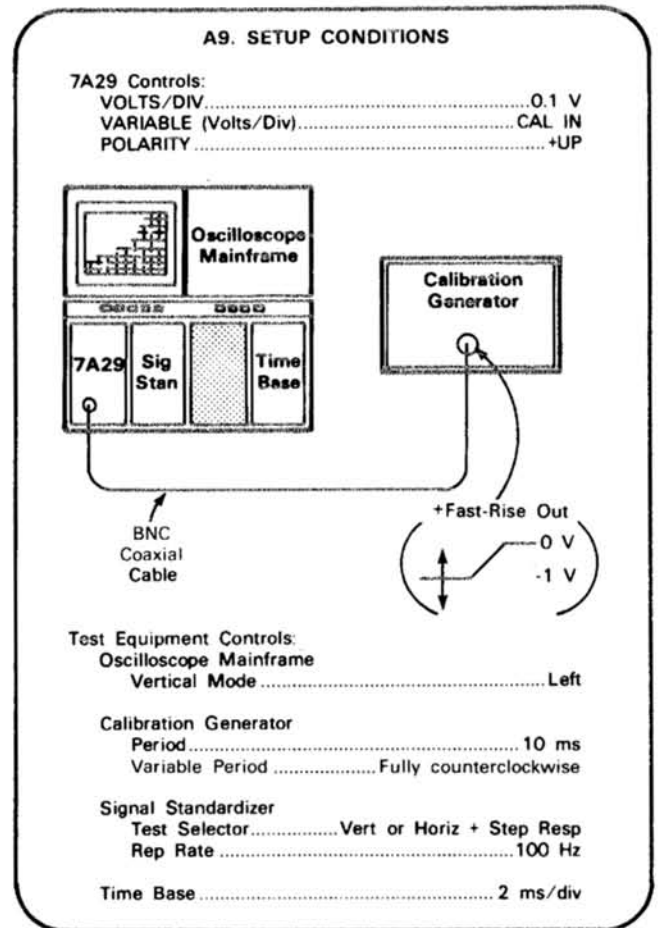 A9. SETUP CONDITIONS
7A29 Controls:
VOLTS/DIV..........0.1 V
VARIABLE (Volts/Div)..........CAL IN
POLARITY..........+UP
Oscilloscope
Mainframe
Calibration
Generator
7A29
Sig
Stan
Time
Base
+Fast-Rise Out
0 V
-1 V
BNC
Coaxial
Cable
Test Equipment Controls:
Oscilloscope Mainframe
Vertical Mode..........Left
Calibration Generator
Period..........10 ms
Variable Period..........Fully counterclockwise
Signal Standardizer
Test Selector..........Vert or Horiz + Step Resp
Rep Rate..........100 Hz
Time Base..........2 ms/div